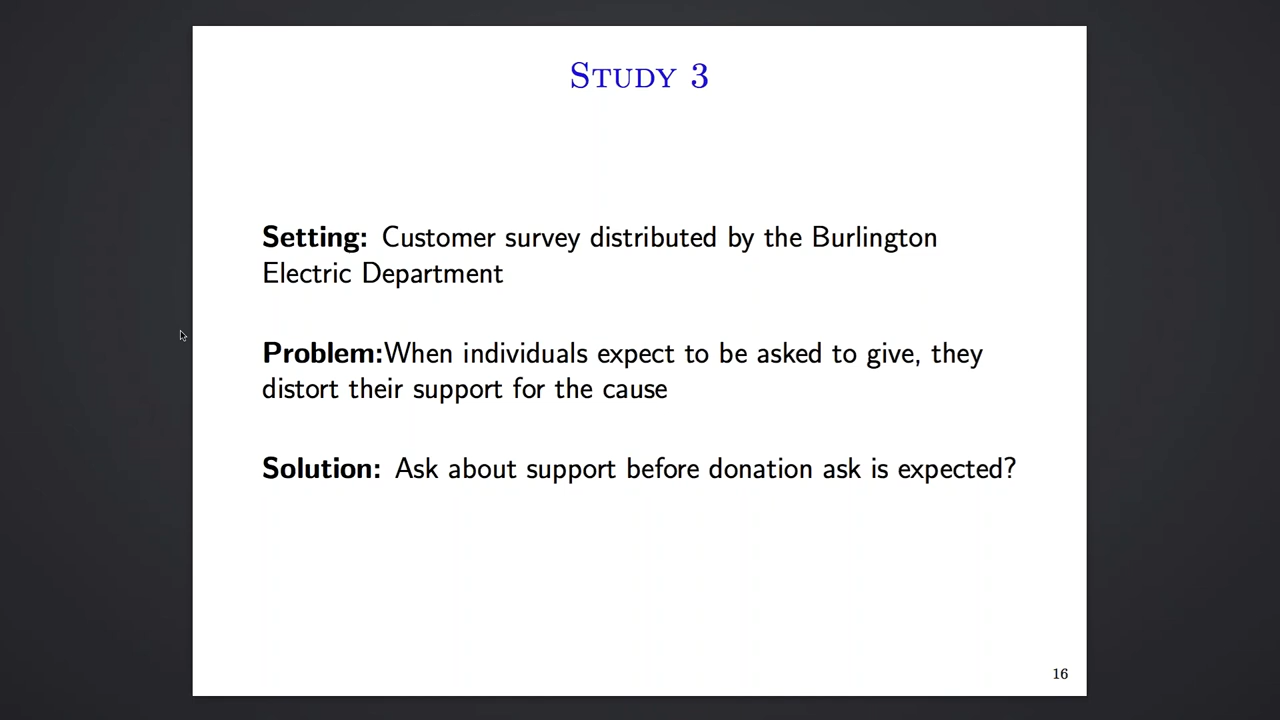 STUDY 3
Setting: Customer survey distributed by the Burlington
Electric Department
Problem:When individuals expect to be asked to give, they
distort their support for the cause
Solution: Ask about support before donation ask is expected?
16